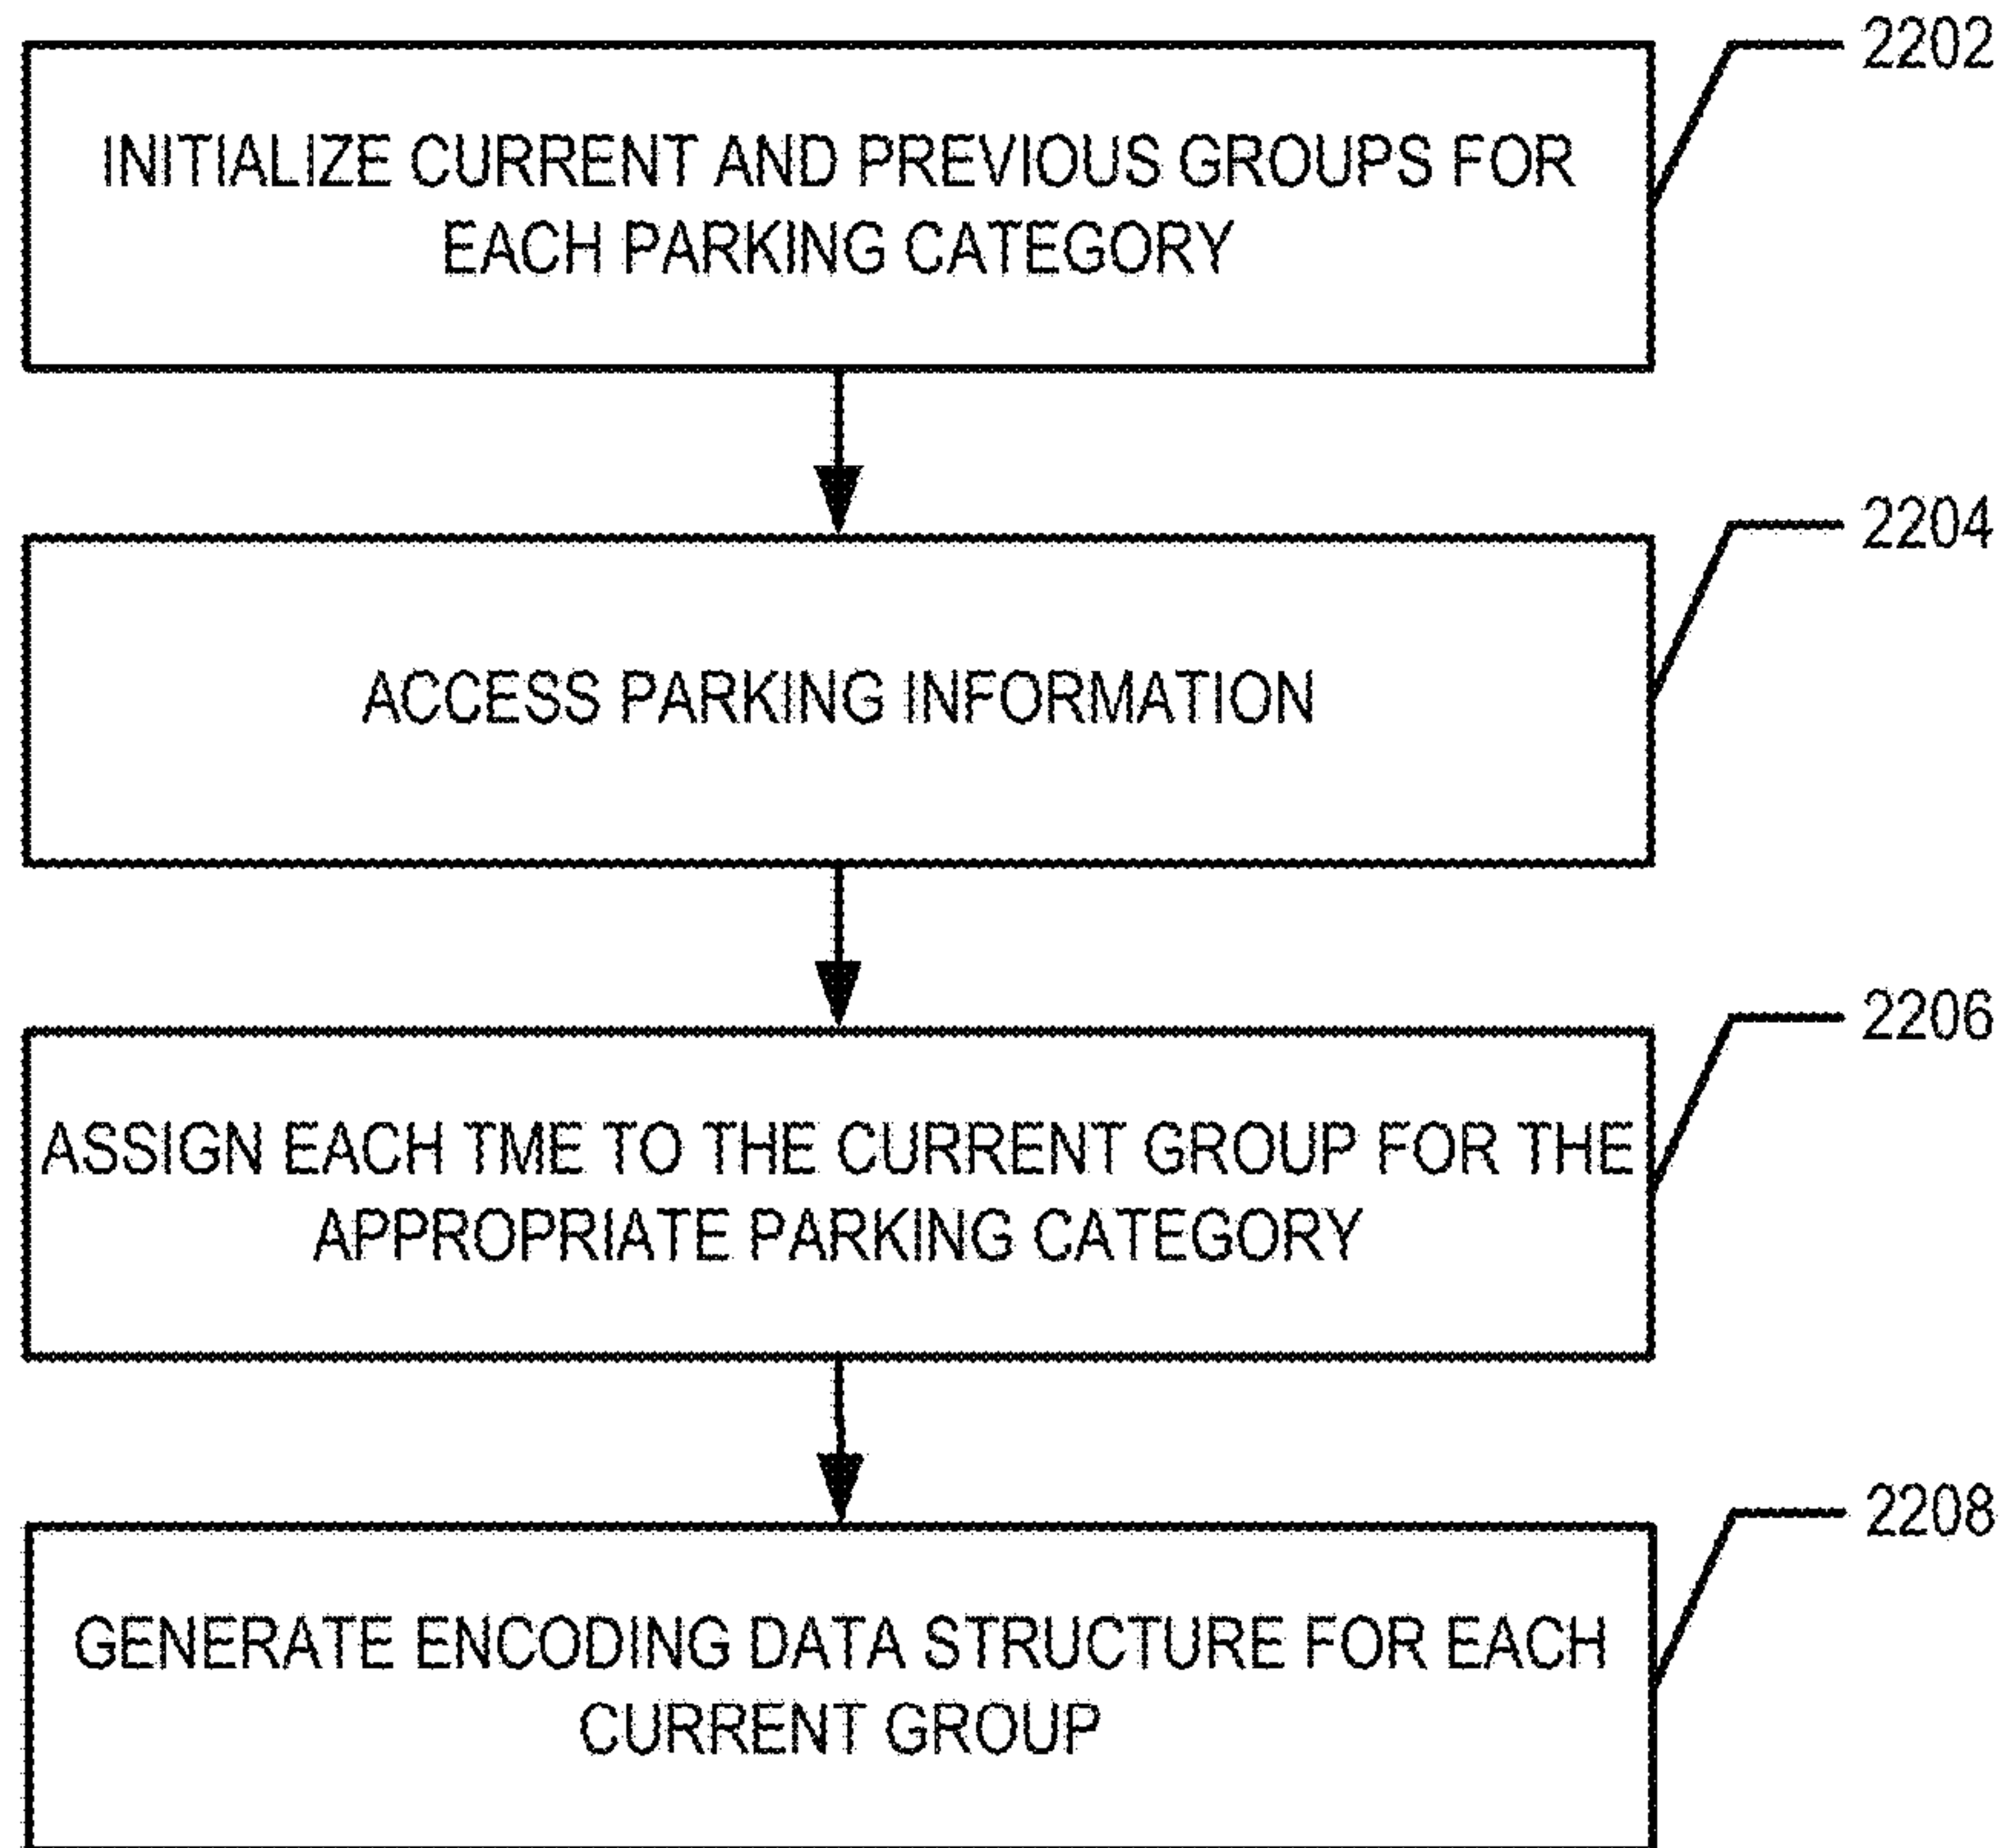 2202
INITIALIZE CURRENT AND PREVIOUS GROUPS FOR
EACH PARKING CATEGORY
2204
ACCESS PARKING INFORMATION
2206
ASSIGN EACH TME TO THE CURRENT GROUP FOR THE
APPROPRIATE PARKING CATEGORY
2208
GENERATE ENCODING DATA STRUCTURE FOR EACH
CURRENT GROUP